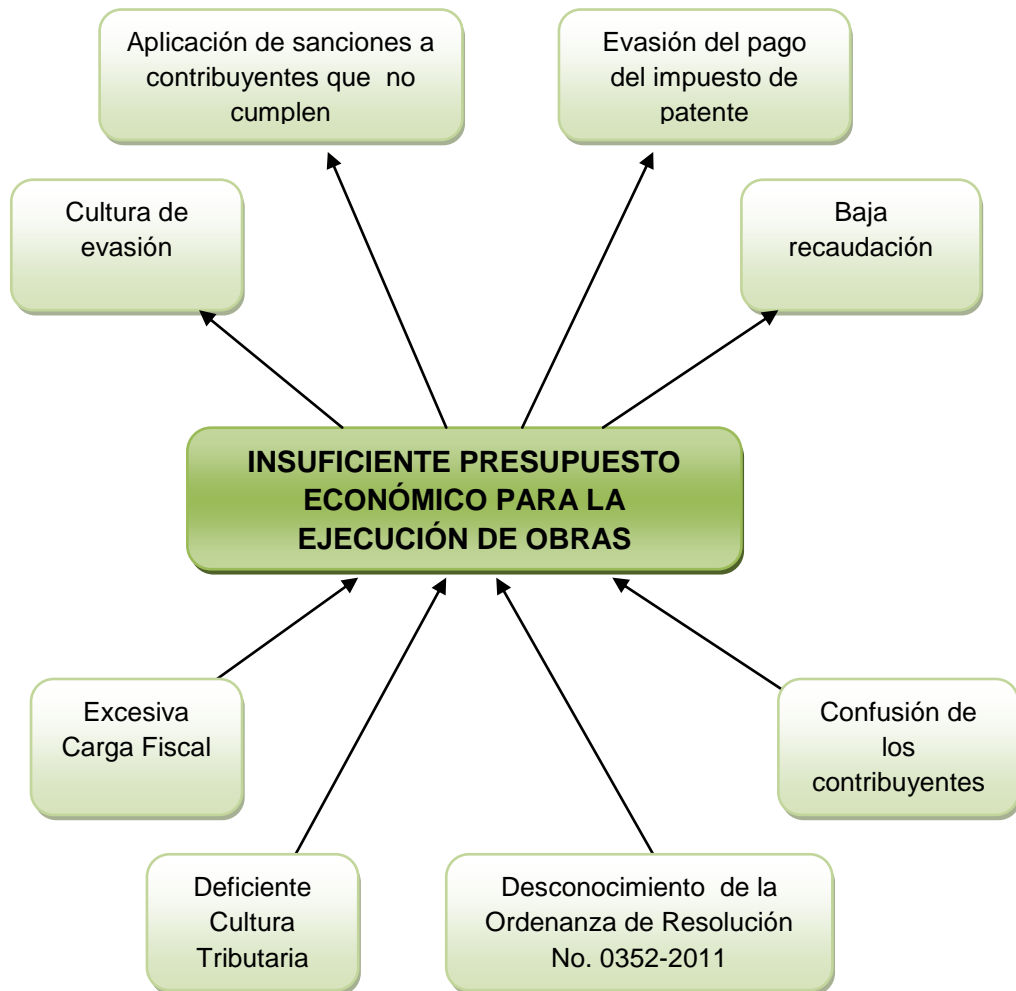 Aplicación de sanciones a
contribuyentes que no
cumplen
Evasión del pago
del impuesto de
patente
Cultura de
evasión
Baja
recaudación
INSUFICIENTE PRESUPUESTO
ECONÓMICO PARA LA
EJECUCIÓN DE OBRAS
Excesiva
Carga Fiscal
Confusión de
los
contribuyentes
Deficiente
Cultura
Tributaria
Desconocimiento de la
Ordenanza de Resolución
No. 0352-2011